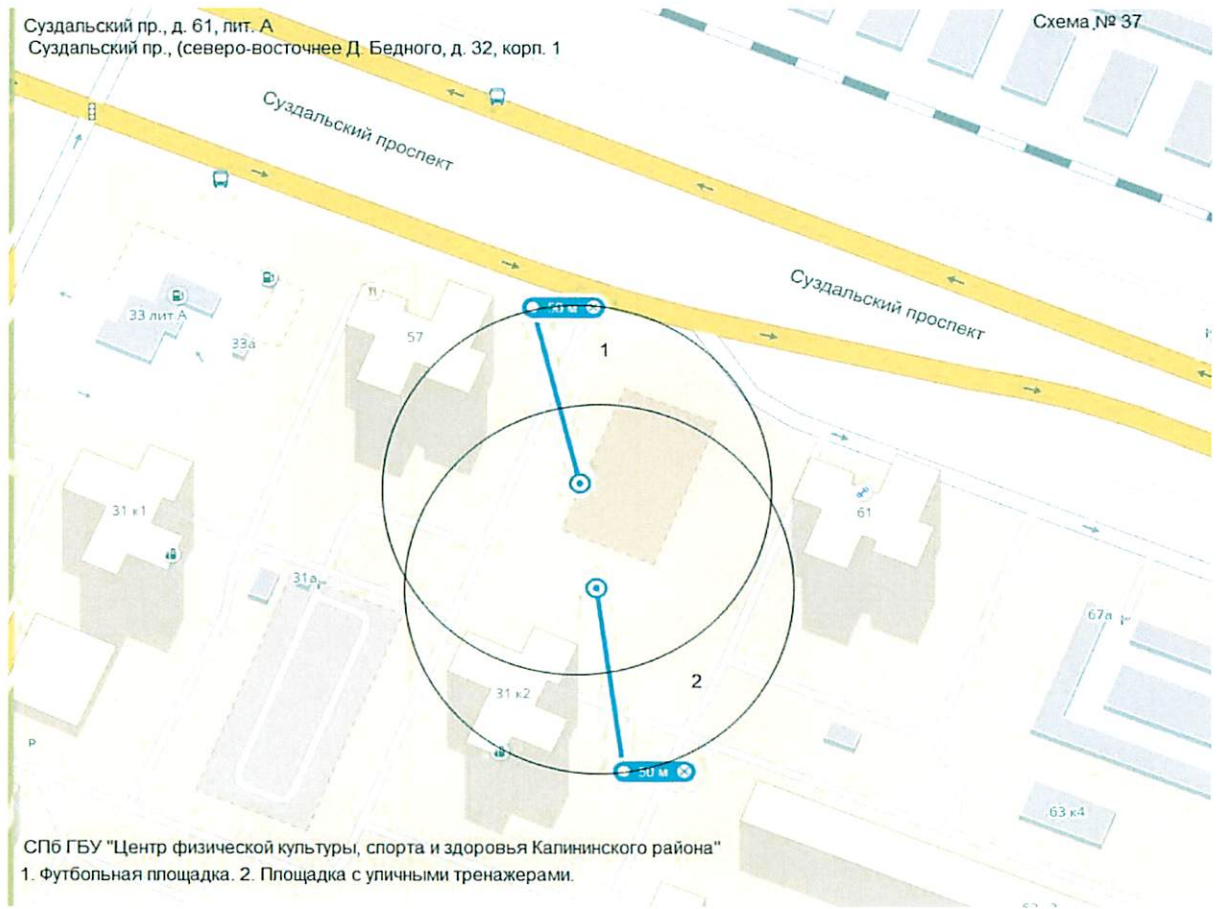 Суздальский пр., д. 61, лит. А
Схема № 37
Суздальский пр., (северо-восточнее Д. Бедного, д. 32, корп. 1
Суздальский проспект
Суздальский проспект
33 лит А
33а
57
50 м
1
31 к1
61
31а
67а
31 к2
2
P
50 м
63 к4
СПб ГБУ "Центр физической культуры, спорта и здоровья Калининского района"
1. Футбольная площадка. 2. Площадка с уличными тренажерами.